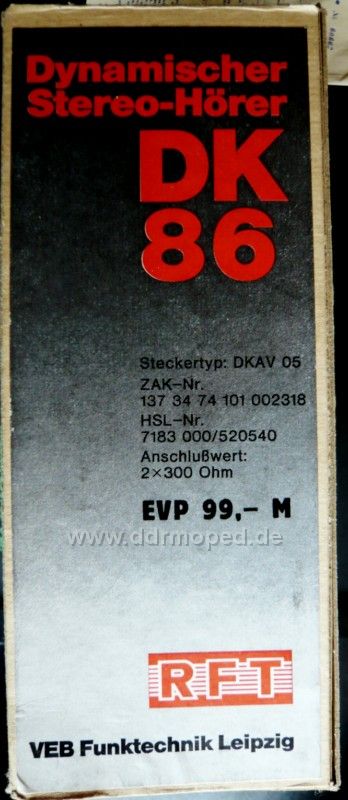 Dynamischer
Stereo-Hörer
DK
86
Steckertyp: DKAV 05
ZAK-Nr.
137 34 74 101 002318
HSL-Nr.
7183 000/520540
Anschlußwert:
2×300 Ohm
EVP 99,- M
www.ddrmoped.de
RFT
VEB Funktechnik Leipzig